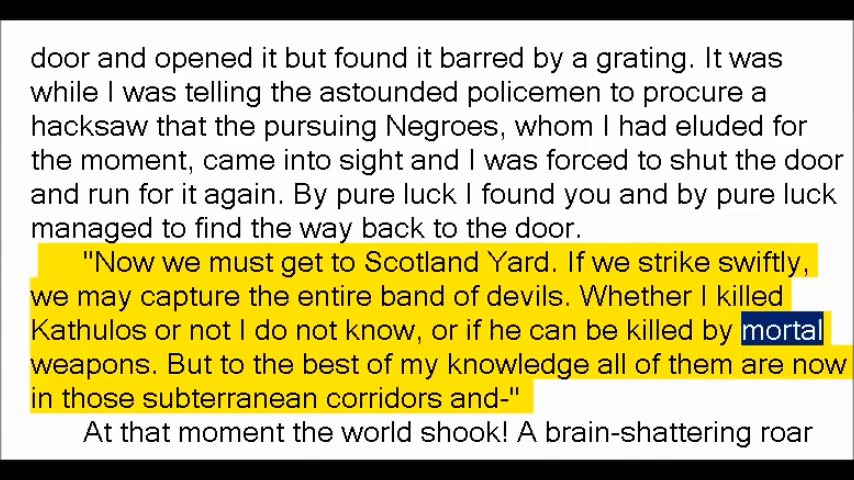 door and opened it but found it barred by a grating. It was
while I was telling the astounded policemen to procure a
hacksaw that the pursuing Negroes, whom I had eluded for
the moment, came into sight and I was forced to shut the door
and run for it again. By pure luck I found you and by pure luck
managed to find the way back to the door.
"Now we must get to Scotland Yard. If we strike swiftly,
we may capture the entire band of devils. Whether I killed
Kathulos or not I do not know, or if he can be killed by mortal
weapons. But to the best of my knowledge all of them are now
in those subterranean corridors and-"
At that moment the world shook! A brain-shattering roar